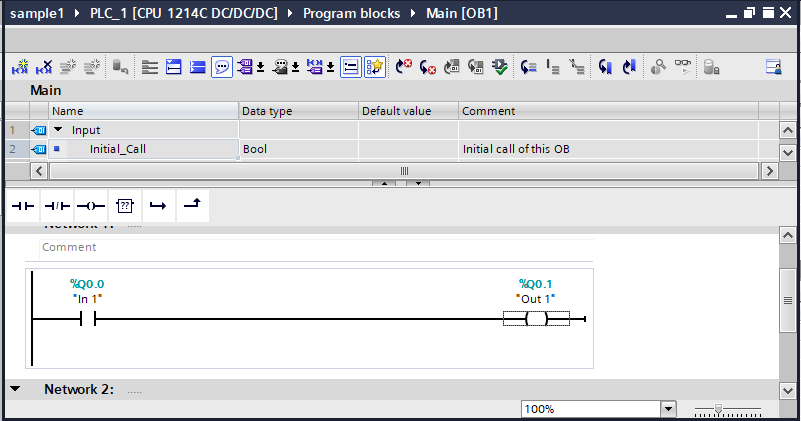 sample1 ▸ PLC_1 [CPU 1214C DC/DC/DC] ▸ Program blocks ▸ Main [OB1]
Main
Name Data type Default value Comment
1 Input
2 Initial_Call Bool Initial call of this OB
??
Network 1: .....
Comment
%Q0.0 %Q0.1
"In 1" "Out 1"
Network 2: .....
100%